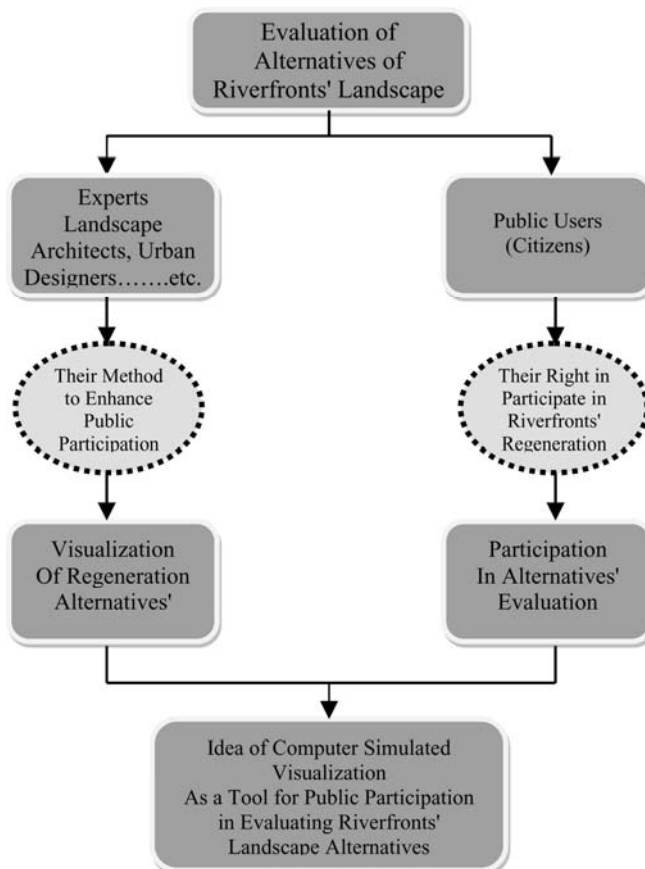 Evaluation of
Alternatives of
Riverfronts' Landscape
Experts
Landscape
Architects, Urban
Designers…….etc.
Public Users
(Citizens)
Their Method
to Enhance
Public
Participation
Their Right in
Participate in
Riverfronts'
Regeneration
Visualization
Of Regeneration
Alternatives'
Participation
In Alternatives'
Evaluation
Idea of Computer Simulated
Visualization
As a Tool for Public Participation
in Evaluating Riverfronts'
Landscape Alternatives